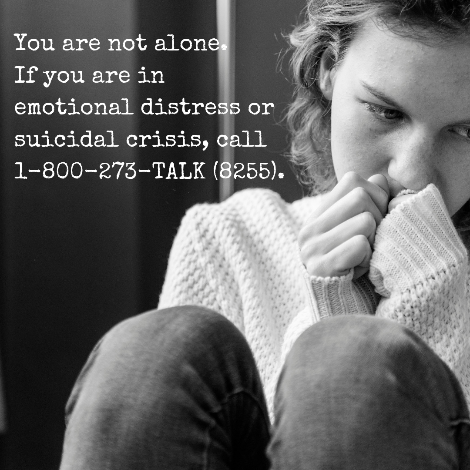 You are not alone.
If you are in
emotional distress or
suicidal crisis, call
1-800-273-TALK (8255).